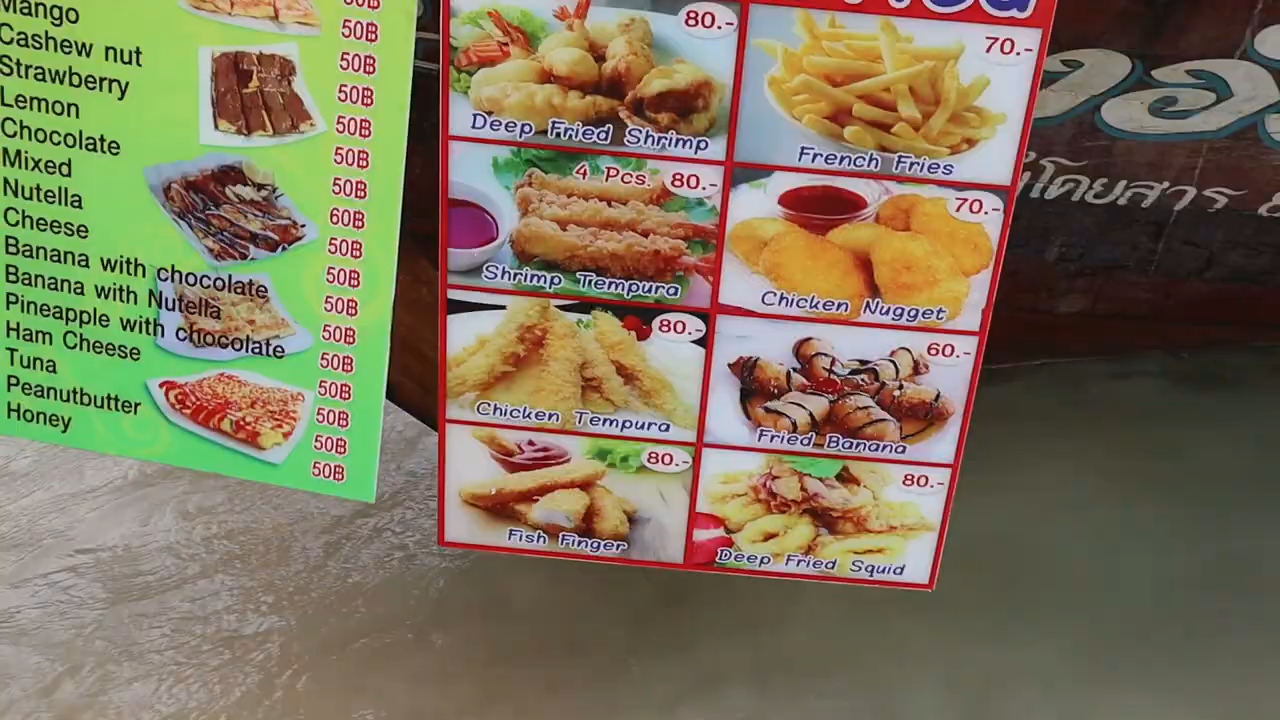 Mango
Cashew nut
Strawberry
Lemon
Chocolate
Mixed
Nutella
Cheese
Banana with chocolate
Banana with Nutella
Pineapple with chocolate
Ham Cheese
Tuna
Peanutbutter
Honey
50฿
50฿
50฿
50฿
50฿
50฿
60฿
50฿
50฿
50฿
50฿
50฿
50฿
50฿
50฿
80.-
Deep Fried Shrimp
70.-
French Fries
4 Pcs. 80.-
Shrimp Tempura
70.-
Chicken Nugget
80.-
Chicken Tempura
60.-
Fried Banana
80.-
Fish Finger
80.-
Deep Fried Squid
โดยสาร